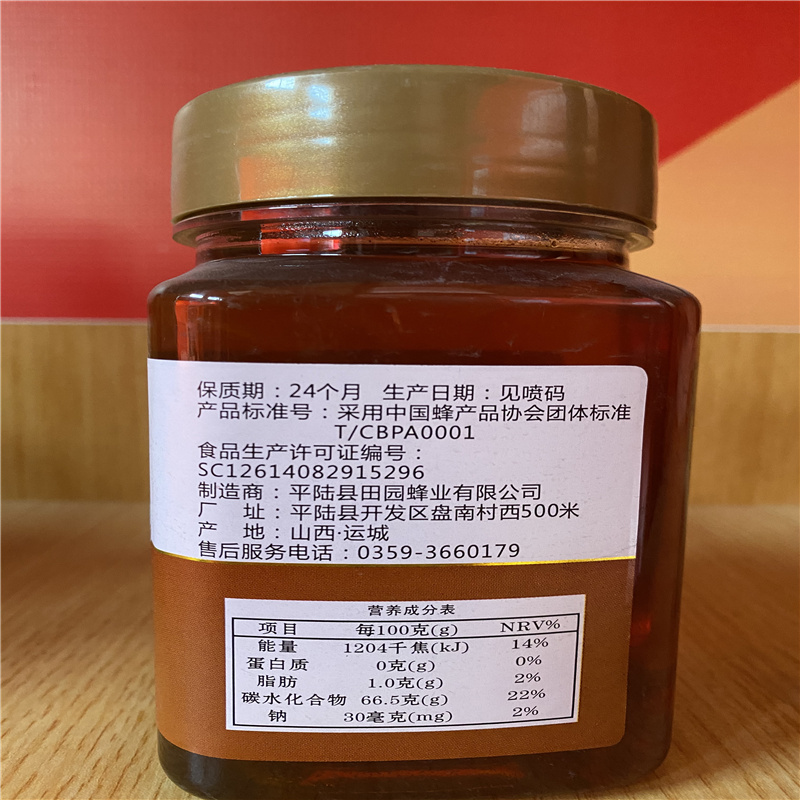 保质期：24个月 生产日期：见喷码
产品标准号：采用中国蜂产品协会团体标准
T/CBPA0001
食品生产许可证编号：
SC12614082915296
制造商：平陆县田园蜂业有限公司
厂 址：平陆县开发区盘南村西500米
产 地：山西·运城
售后服务电话：0359-3660179
营养成分表
项目 每100克(g) NRV%
能量 1204千焦(kJ) 14%
蛋白质 0克(g) 0%
脂肪 1.0克(g) 2%
碳水化合物 66.5克(g) 22%
钠 30毫克(mg) 2%